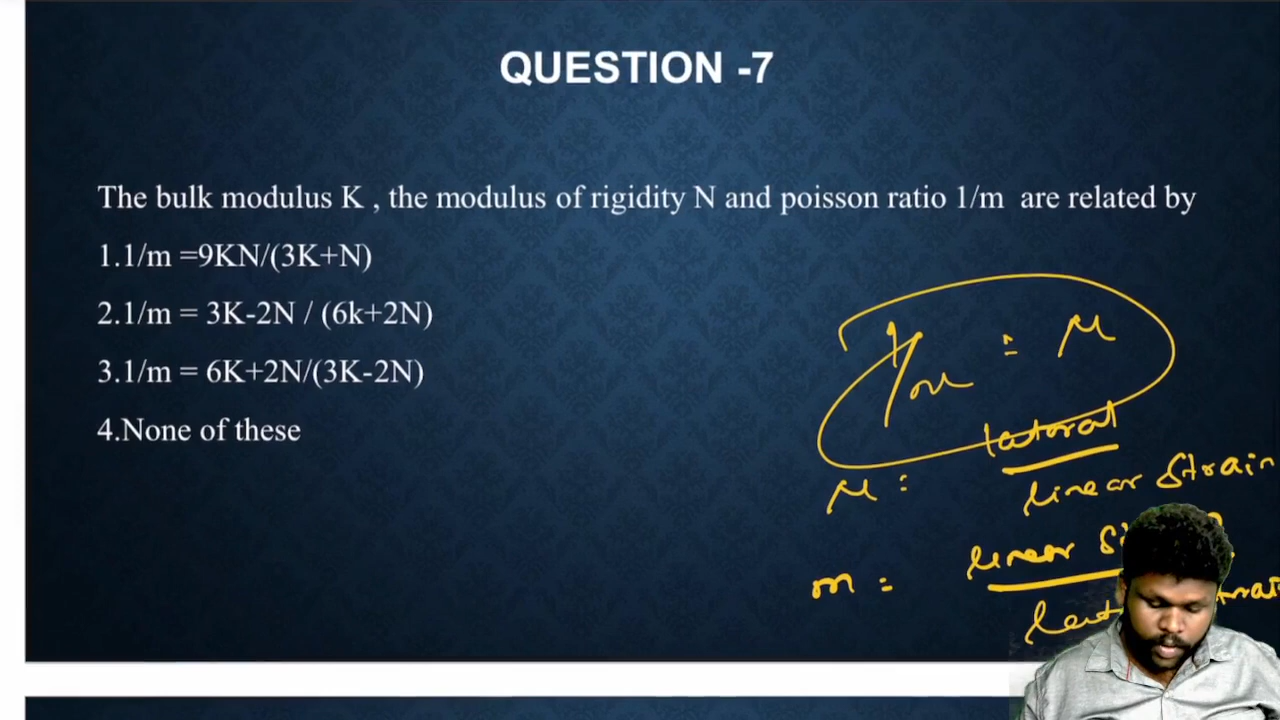 QUESTION -7
The bulk modulus K , the modulus of rigidity N and poisson ratio 1/m are related by
1.1/m =9KN/(3K+N)
2.1/m = 3K-2N / (6k+2N)
3.1/m = 6K+2N/(3K-2N)
4.None of these
1/m = μ
μ = lateral
linear strain
m = linear